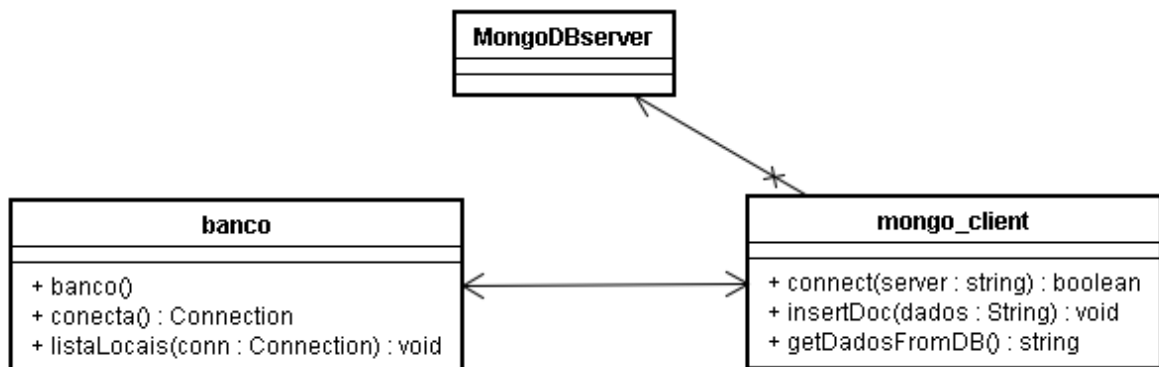 MongoDBserver
banco
+ banco()
+ conecta() : Connection
+ listaLocais(conn : Connection) : void
mongo_client
+ connect(server : string) : boolean
+ insertDoc(dados : String) : void
+ getDadosFromDB() : string